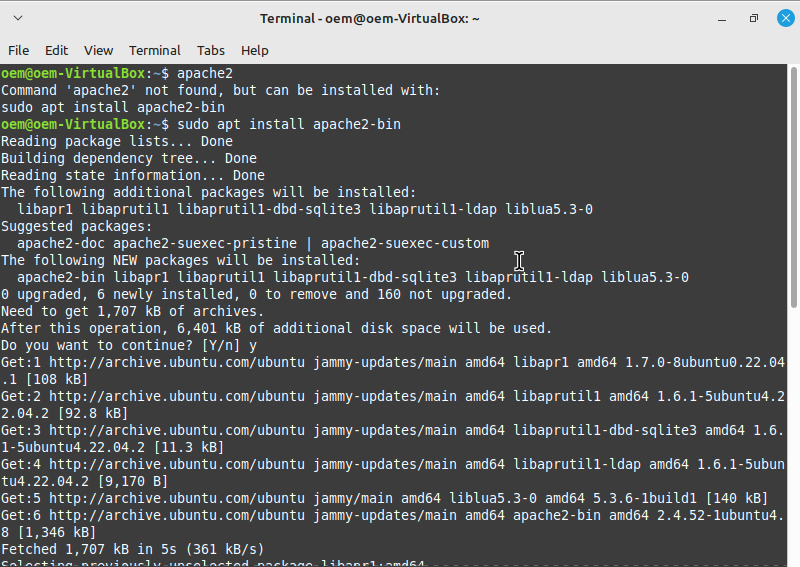 Terminal - oem@oem-VirtualBox: ~
File Edit View Terminal Tabs Help
oem@oem-VirtualBox:~$ apache2
Command 'apache2' not found, but can be installed with:
sudo apt install apache2-bin
oem@oem-VirtualBox:~$ sudo apt install apache2-bin
Reading package lists... Done
Building dependency tree... Done
Reading state information... Done
The following additional packages will be installed:
  libapr1 libaprutil1 libaprutil1-dbd-sqlite3 libaprutil1-ldap liblua5.3-0
Suggested packages:
  apache2-doc apache2-suexec-pristine | apache2-suexec-custom
The following NEW packages will be installed:
  apache2-bin libapr1 libaprutil1 libaprutil1-dbd-sqlite3 libaprutil1-ldap liblua5.3-0
0 upgraded, 6 newly installed, 0 to remove and 160 not upgraded.
Need to get 1,707 kB of archives.
After this operation, 6,401 kB of additional disk space will be used.
Do you want to continue? [Y/n] y
Get:1 http://archive.ubuntu.com/ubuntu jammy-updates/main amd64 libapr1 amd64 1.7.0-8ubuntu0.22.04
.1 [108 kB]
Get:2 http://archive.ubuntu.com/ubuntu jammy-updates/main amd64 libaprutil1 amd64 1.6.1-5ubuntu4.2
2.04.2 [92.8 kB]
Get:3 http://archive.ubuntu.com/ubuntu jammy-updates/main amd64 libaprutil1-dbd-sqlite3 amd64 1.6.
1-5ubuntu4.22.04.2 [11.3 kB]
Get:4 http://archive.ubuntu.com/ubuntu jammy-updates/main amd64 libaprutil1-ldap amd64 1.6.1-5ubun
tu4.22.04.2 [9,170 B]
Get:5 http://archive.ubuntu.com/ubuntu jammy/main amd64 liblua5.3-0 amd64 5.3.6-1build1 [140 kB]
Get:6 http://archive.ubuntu.com/ubuntu jammy-updates/main amd64 apache2-bin amd64 2.4.52-1ubuntu4.
8 [1,346 kB]
Fetched 1,707 kB in 5s (361 kB/s)
Selecting previously unselected package libapr1:amd64.